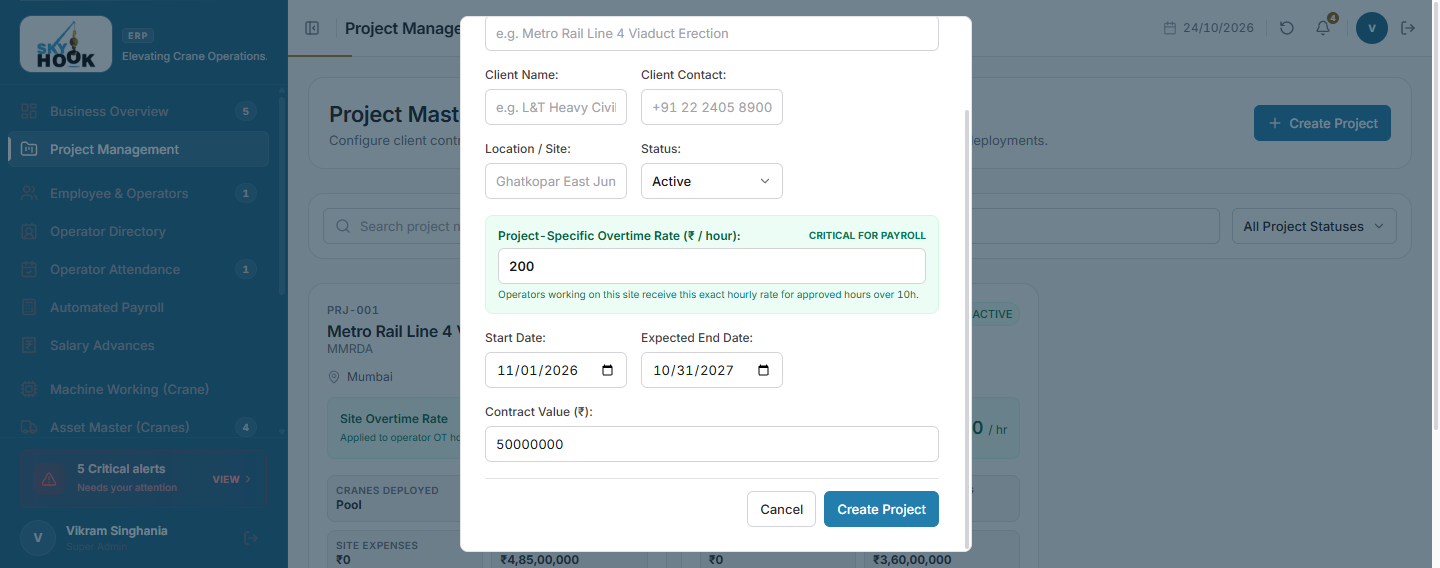 SKY
HOOK
ERP
Elevating Crane Operations.
Business Overview 5
Project Management
Employee & Operators 1
Operator Directory
Operator Attendance 1
Automated Payroll
Salary Advances
Machine Working (Crane)
Asset Master (Cranes) 4
5 Critical alerts
Needs your attention
VIEW
V
Vikram Singhania
Super Admin
Project Manage
24/10/2026
4
V
Project Mast
Configure client contr
deployments.
+ Create Project
Search project n
All Project Statuses
PRJ-001
Metro Rail Line 4 V
MMRDA
Mumbai
Site Overtime Rate
Applied to operator OT ho
CRANES DEPLOYED
Pool
SITE EXPENSES
₹0
₹4,85,00,000
ACTIVE
0 / hr
₹0
₹3,60,00,000
e.g. Metro Rail Line 4 Viaduct Erection
Client Name: Client Contact:
e.g. L&T Heavy Civil +91 22 2405 8900
Location / Site: Status:
Ghatkopar East Jun Active
Project-Specific Overtime Rate (₹ / hour): CRITICAL FOR PAYROLL
200
Operators working on this site receive this exact hourly rate for approved hours over 10h.
Start Date: Expected End Date:
11/01/2026 10/31/2027
Contract Value (₹):
50000000
Cancel Create Project